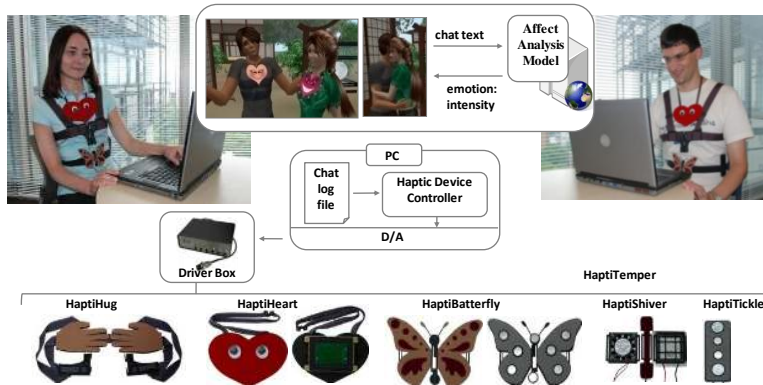 chat text
Affect
Analysis
Model
emotion:
intensity
PC
Chat
log
file
Haptic Device
Controller
D/A
Driver Box
HaptiTemper
HaptiHug
HaptiHeart
HaptiBatterfly
HaptiShiver
HaptiTickle